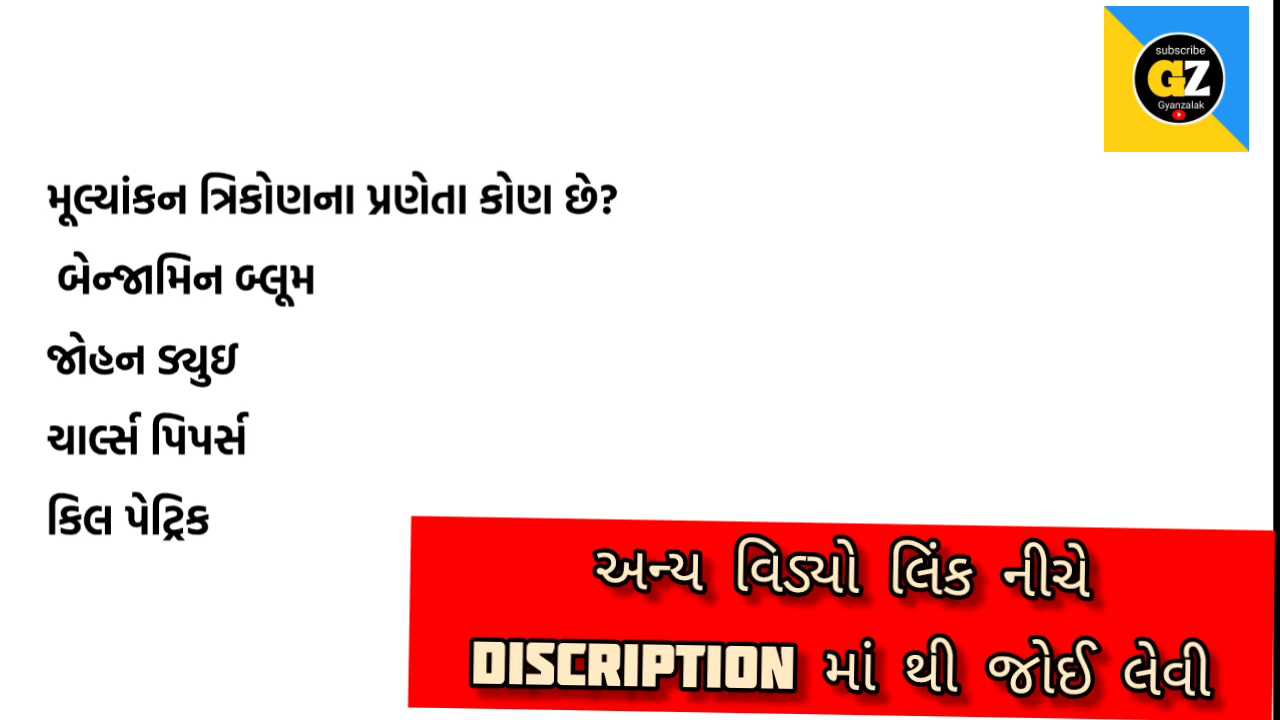 subscribe
GZ
Gyanzalak
મૂલ્યાંકન ત્રિકોણના પ્રણેતા કોણ છે?
બેન્જામિન બ્લૂમ
જોહન ડ્યુઇ
ચાર્લ્સ પિપર્સ
કિલ પેટ્રિક
અન્ય વિડ્યો લિંક નીચે
DISCRIPTION માં થી જોઈ લેવી